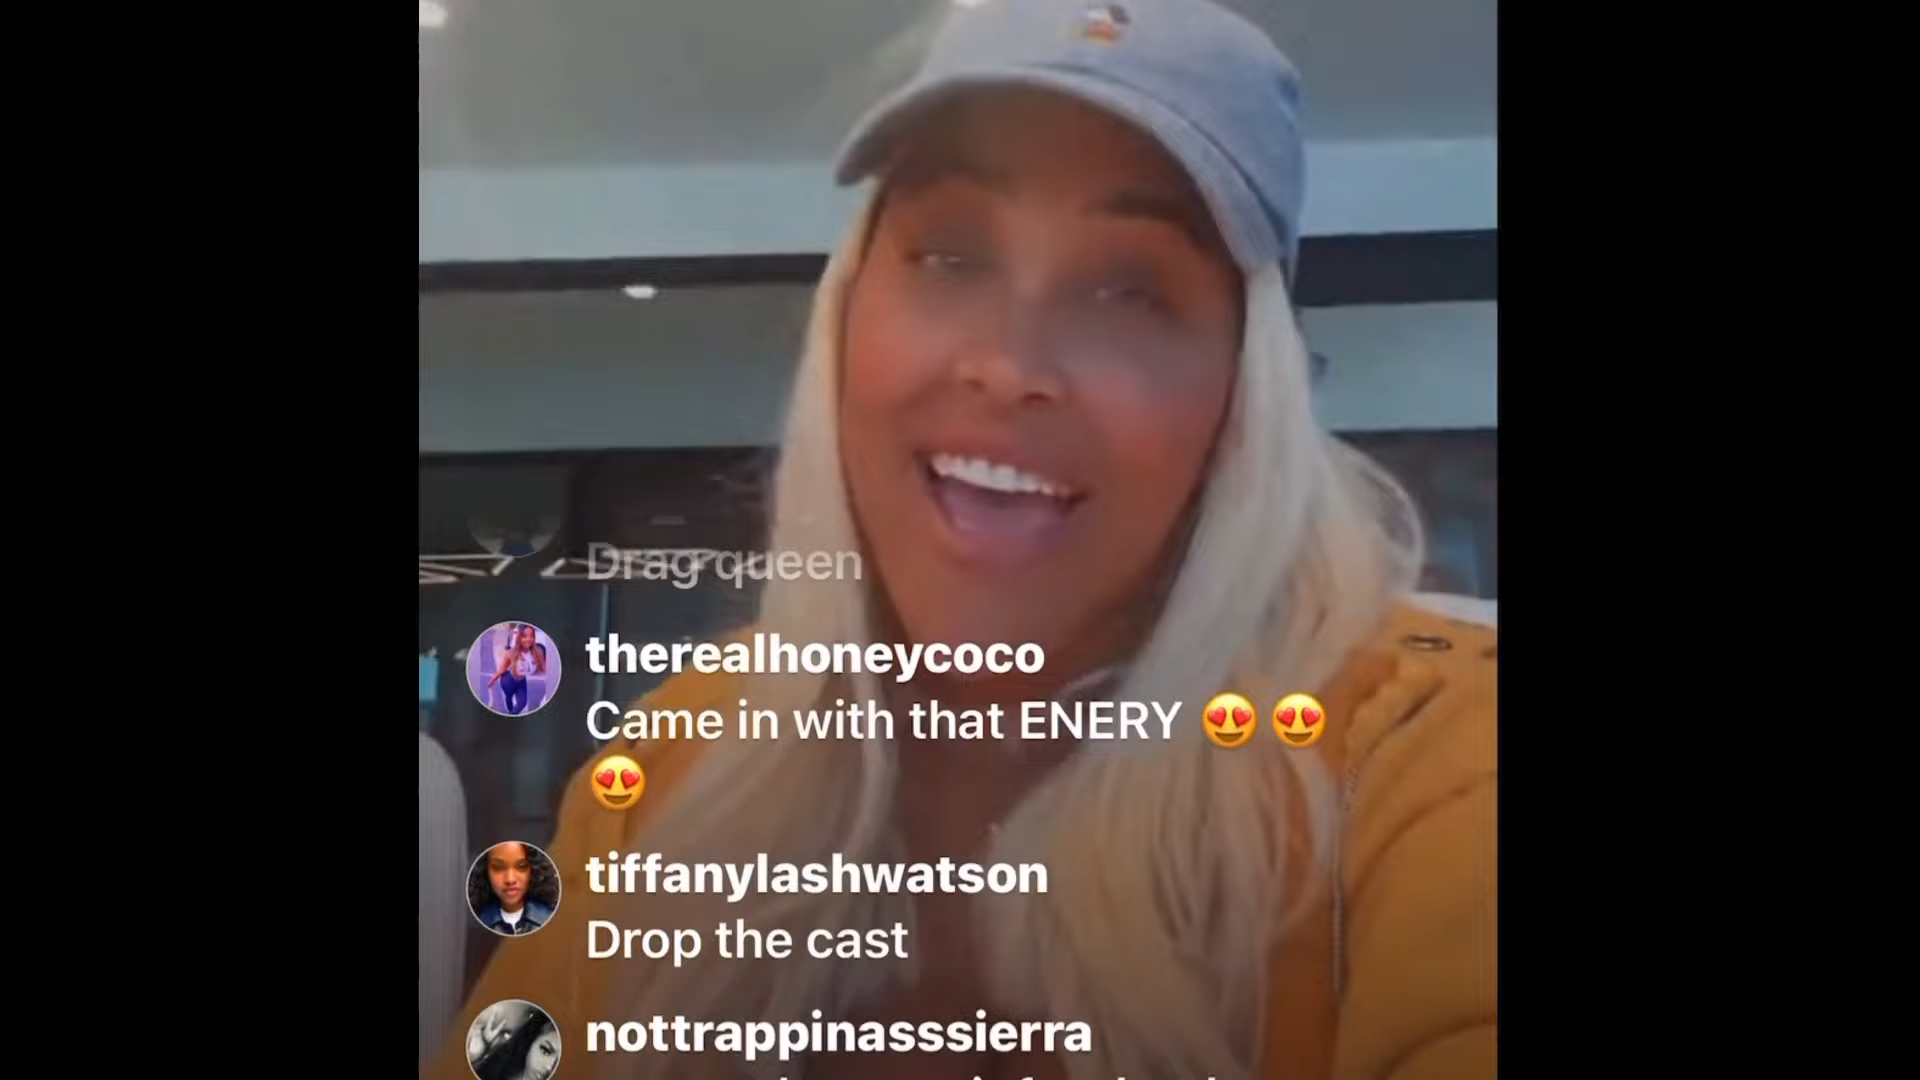 Drag queen
therealhoneycoco
Came in with that ENERY 😍 😍
😍
tiffanylashwatson
Drop the cast
nottrappinasssierra